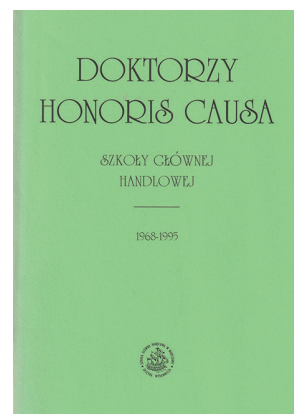 DOKTORZY
HONORIS CAUSA
SZKOŁY GŁÓWNEJ
HANDLOWEJ
1968-1995